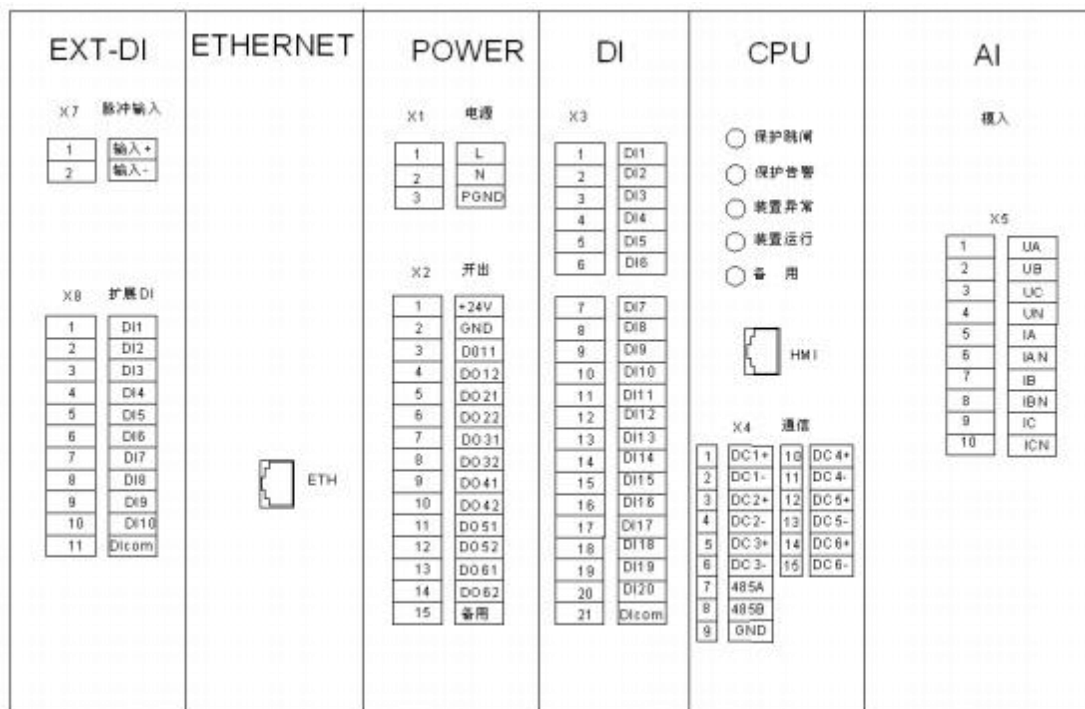 EXT-DI
X7 脉冲输入
1 输入+
2 输入-
X8 扩展DI
1 DI1
2 DI2
3 DI3
4 DI4
5 DI5
6 DI6
7 DI7
8 DI8
9 DI9
10 DI10
11 DIcom
ETHERNET
ETH
POWER
X1 电源
1 L
2 N
3 PGND
X2 开出
1 +24V
2 GND
3 D011
4 DO12
5 DO21
6 DO22
7 DO31
8 DO32
9 DO41
10 DO42
11 DO51
12 DO52
13 DO61
14 DO62
15 备用
DI
X3
1 DI1
2 DI2
3 DI3
4 DI4
5 DI5
6 DI6
7 DI7
8 DI8
9 DI9
10 DI10
11 DI11
12 DI12
13 DI13
14 DI14
15 DI15
16 DI16
17 DI17
18 DI18
19 DI19
20 DI20
21 DIcom
CPU
保护跳闸
保护告警
装置异常
装置运行
备 用
HMI
X4 通信
1 DC1+ 10 DC4+
2 DC1- 11 DC4-
3 DC2+ 12 DC5+
4 DC2- 13 DC5-
5 DC3+ 14 DC6+
6 DC3- 15 DC6-
7 485A
8 485B
9 GND
AI
模入
X5
1 UA
2 UB
3 UC
4 UN
5 IA
6 IAN
7 IB
8 IBN
9 IC
10 ICN